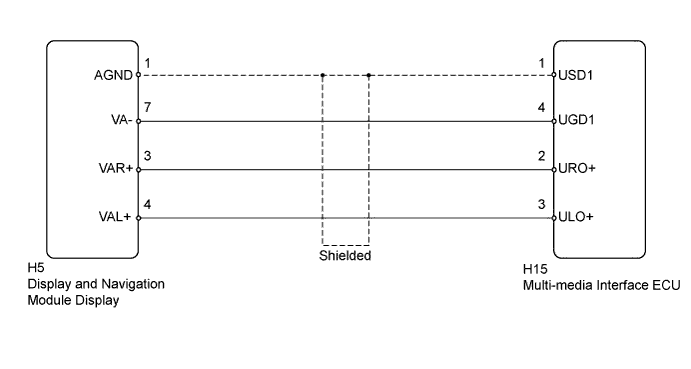 AGND 1 1 USD1
VA- 7 4 UGD1
VAR+ 3 2 URO+
VAL+ 4 3 ULO+
Shielded
H5
Display and Navigation
Module Display
H15
Multi-media Interface ECU